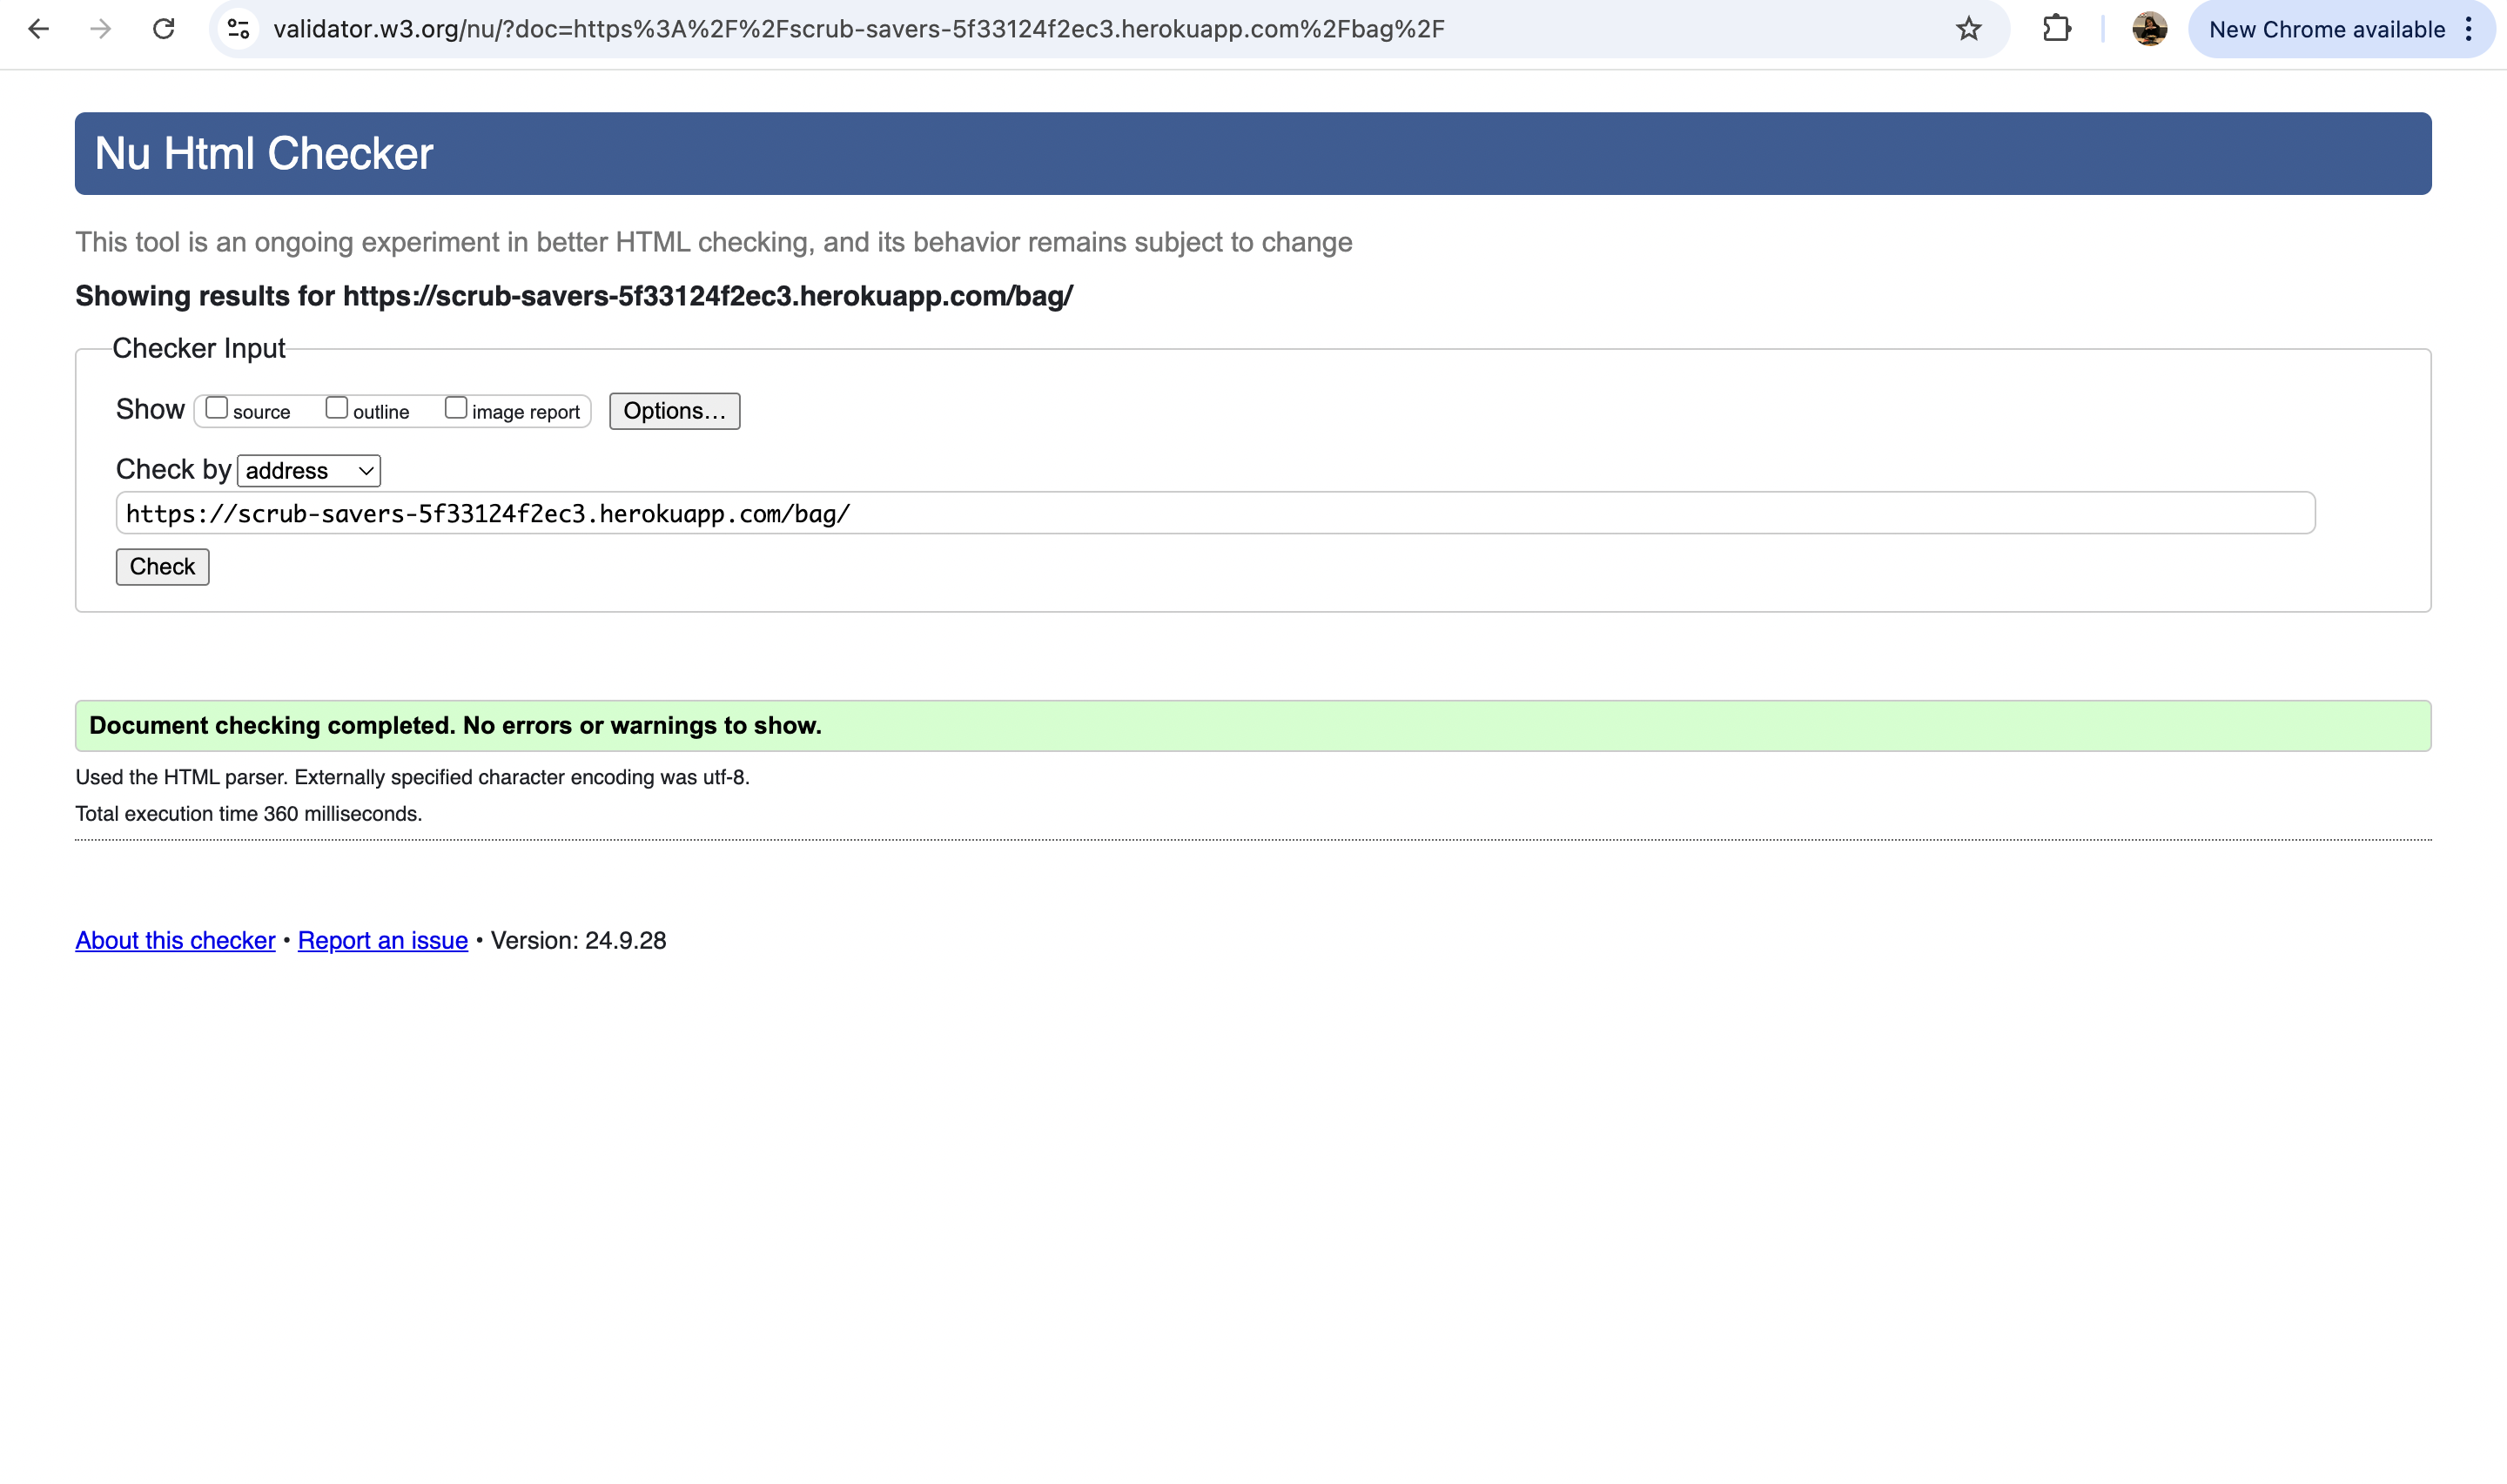 validator.w3.org/nu/?doc=https%3A%2F%2Fscrub-savers-5f33124f2ec3.herokuapp.com%2Fbag%2F
New Chrome available
Nu Html Checker
This tool is an ongoing experiment in better HTML checking, and its behavior remains subject to change
Showing results for https://scrub-savers-5f33124f2ec3.herokuapp.com/bag/
Checker Input
Show source outline image report Options...
Check by address
https://scrub-savers-5f33124f2ec3.herokuapp.com/bag/
Check
Document checking completed. No errors or warnings to show.
Used the HTML parser. Externally specified character encoding was utf-8.
Total execution time 360 milliseconds.
About this checker • Report an issue • Version: 24.9.28